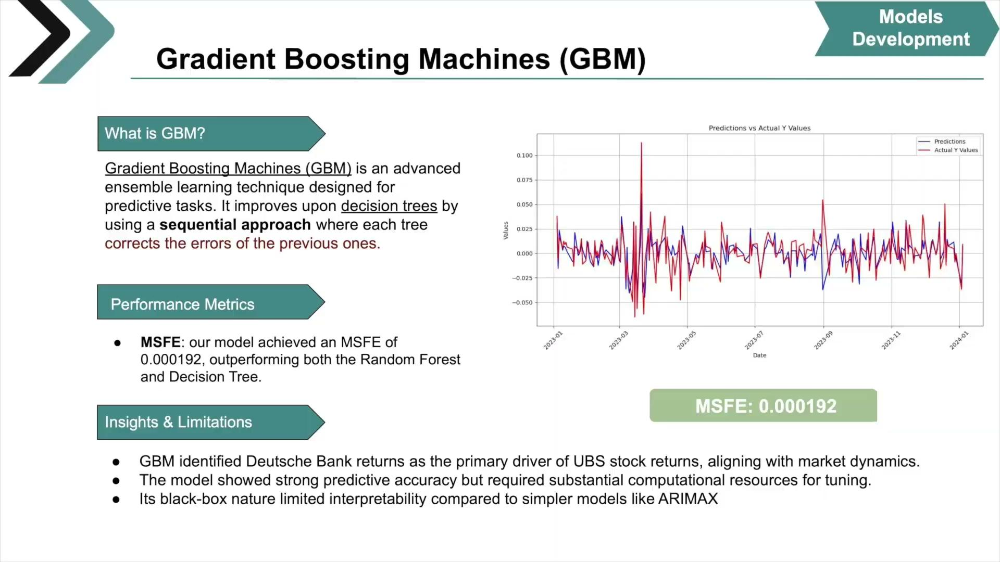 Models
Development
Gradient Boosting Machines (GBM)
What is GBM?
Gradient Boosting Machines (GBM) is an advanced
ensemble learning technique designed for
predictive tasks. It improves upon decision trees by
using a sequential approach where each tree
corrects the errors of the previous ones.
Performance Metrics
● MSFE: our model achieved an MSFE of
0.000192, outperforming both the Random Forest
and Decision Tree.
Predictions vs Actual Y Values
Predictions
Actual Y Values
Values
0.100
0.075
0.050
0.025
0.000
−0.025
−0.050
2023-01
2023-03
2023-05
2023-07
2023-09
2023-11
2024-01
Date
MSFE: 0.000192
Insights & Limitations
● GBM identified Deutsche Bank returns as the primary driver of UBS stock returns, aligning with market dynamics.
● The model showed strong predictive accuracy but required substantial computational resources for tuning.
● Its black-box nature limited interpretability compared to simpler models like ARIMAX